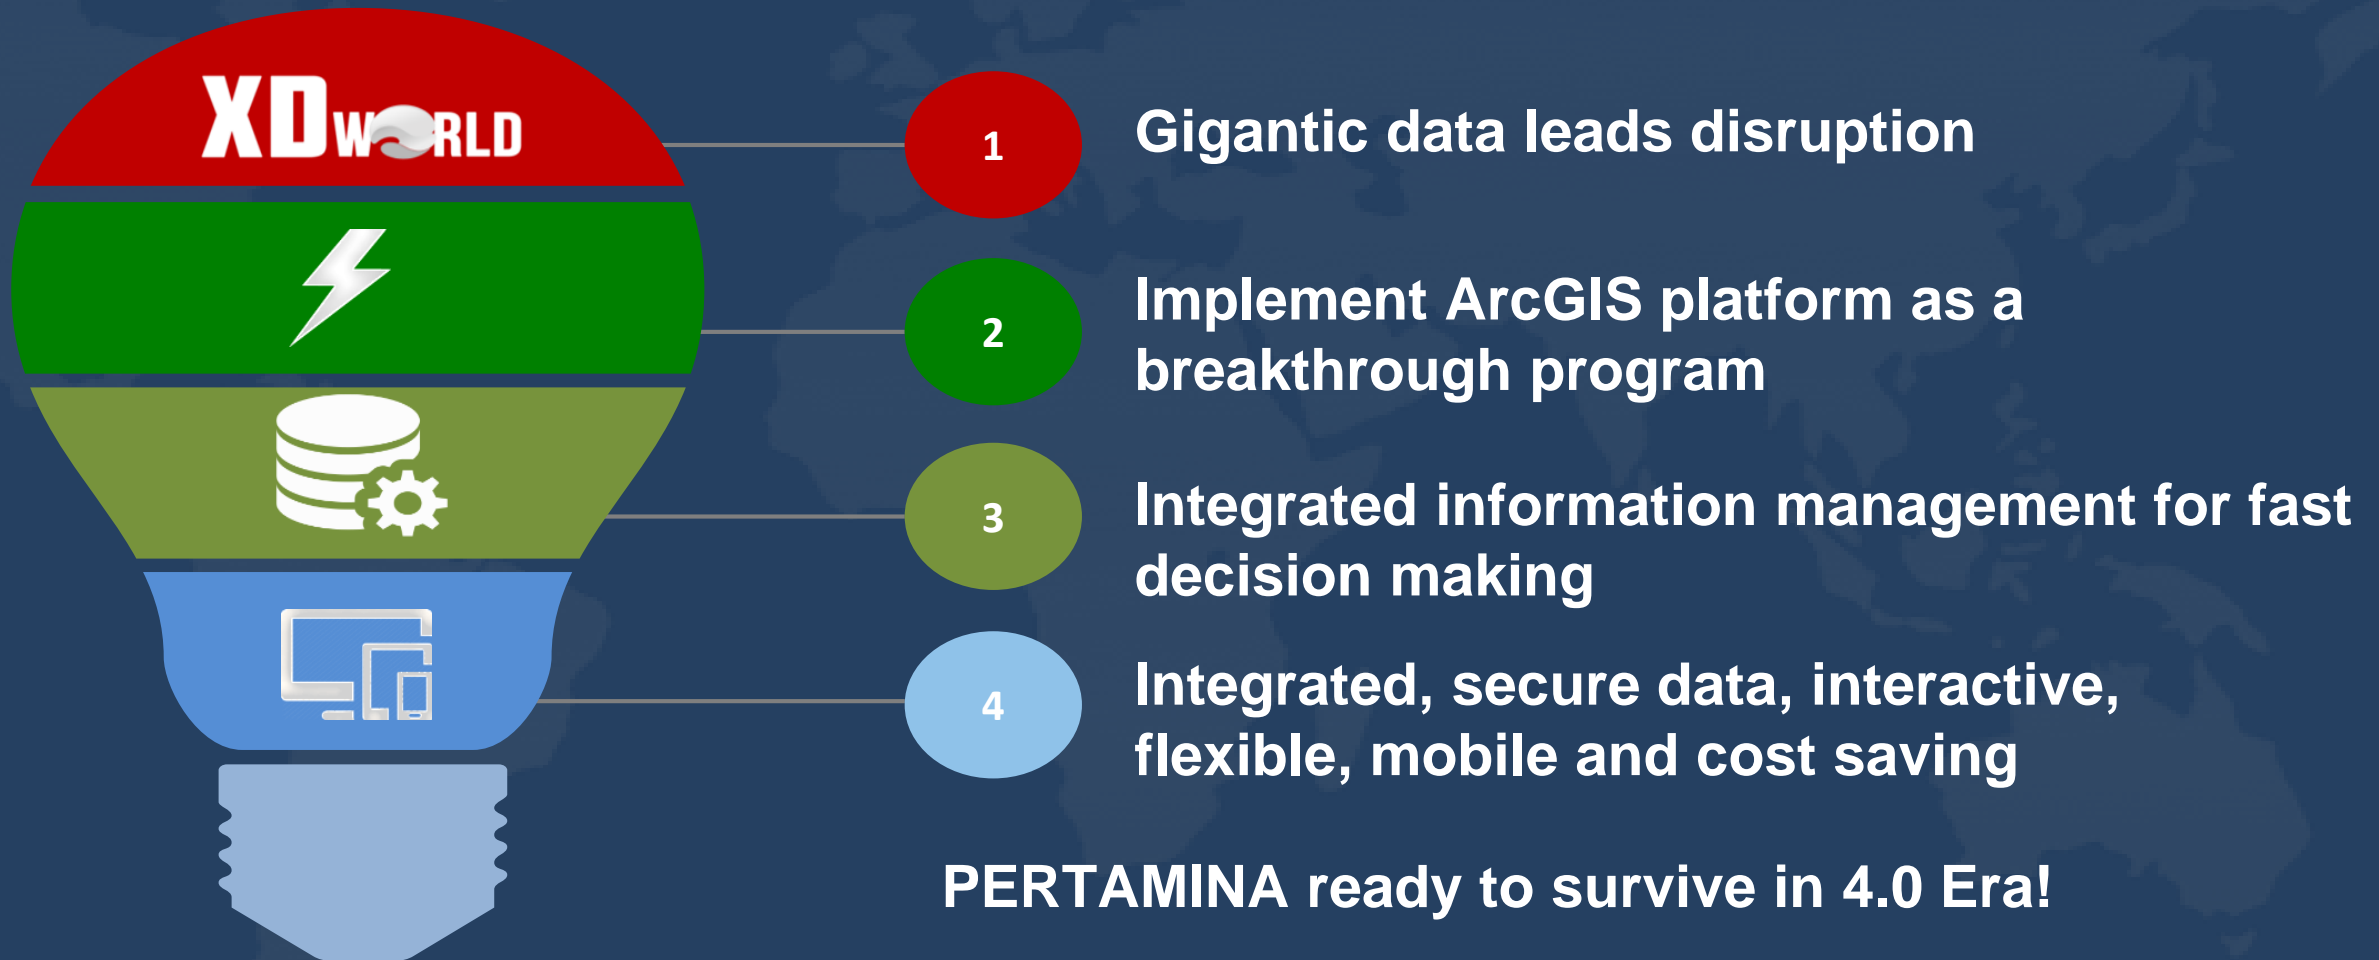 XDWORLD
1
Gigantic data leads disruption
2
Implement ArcGIS platform as a
breakthrough program
3
Integrated information management for fast
decision making
4
Integrated, secure data, interactive,
flexible, mobile and cost saving
PERTAMINA ready to survive in 4.0 Era!